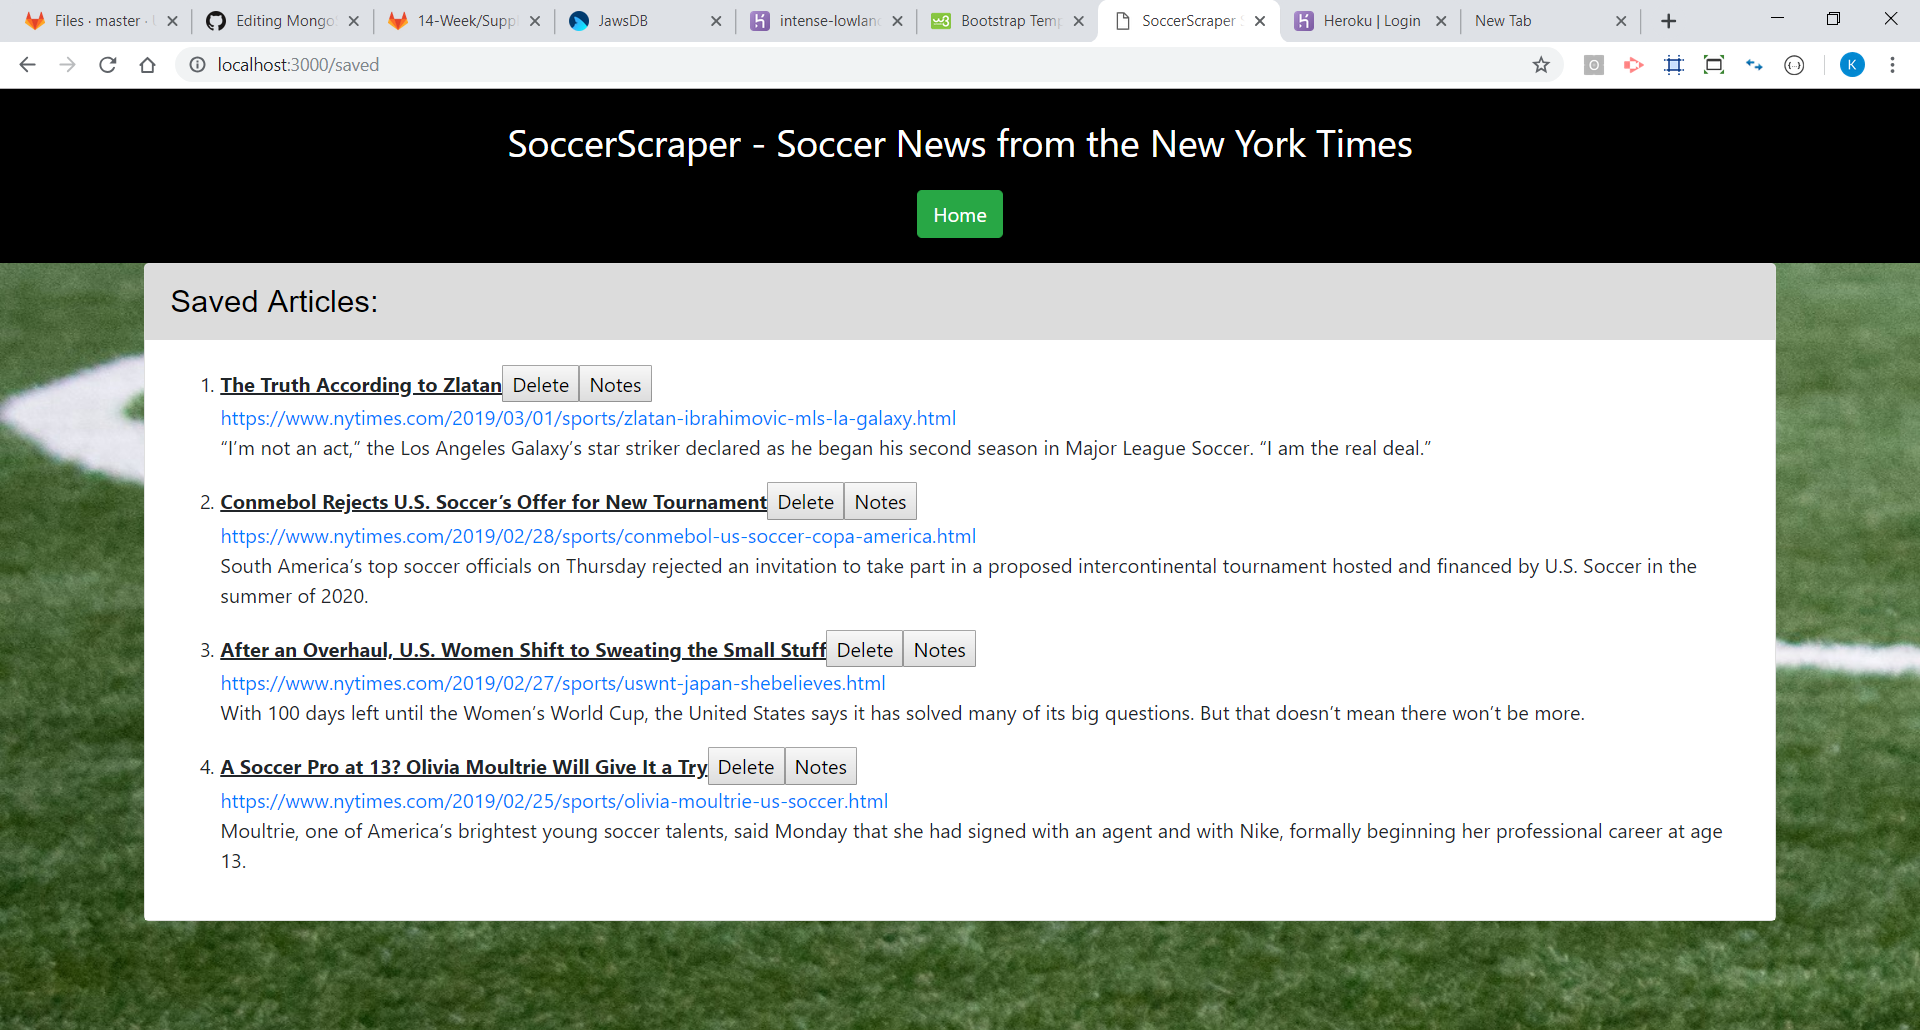 Files · master ·
Editing Mongo
14-Week/Supp
JawsDB
intense-lowlan
Bootstrap Temp
SoccerScraper
Heroku | Login
New Tab
localhost:3000/saved
K
SoccerScraper - Soccer News from the New York Times
Home
Saved Articles:
1. The Truth According to Zlatan Delete Notes
https://www.nytimes.com/2019/03/01/sports/zlatan-ibrahimovic-mls-la-galaxy.html
“I’m not an act,” the Los Angeles Galaxy’s star striker declared as he began his second season in Major League Soccer. “I am the real deal.”
2. Conmebol Rejects U.S. Soccer’s Offer for New Tournament Delete Notes
https://www.nytimes.com/2019/02/28/sports/conmebol-us-soccer-copa-america.html
South America’s top soccer officials on Thursday rejected an invitation to take part in a proposed intercontinental tournament hosted and financed by U.S. Soccer in the
summer of 2020.
3. After an Overhaul, U.S. Women Shift to Sweating the Small Stuff Delete Notes
https://www.nytimes.com/2019/02/27/sports/uswnt-japan-shebelieves.html
With 100 days left until the Women’s World Cup, the United States says it has solved many of its big questions. But that doesn’t mean there won’t be more.
4. A Soccer Pro at 13? Olivia Moultrie Will Give It a Try Delete Notes
https://www.nytimes.com/2019/02/25/sports/olivia-moultrie-us-soccer.html
Moultrie, one of America’s brightest young soccer talents, said Monday that she had signed with an agent and with Nike, formally beginning her professional career at age
13.